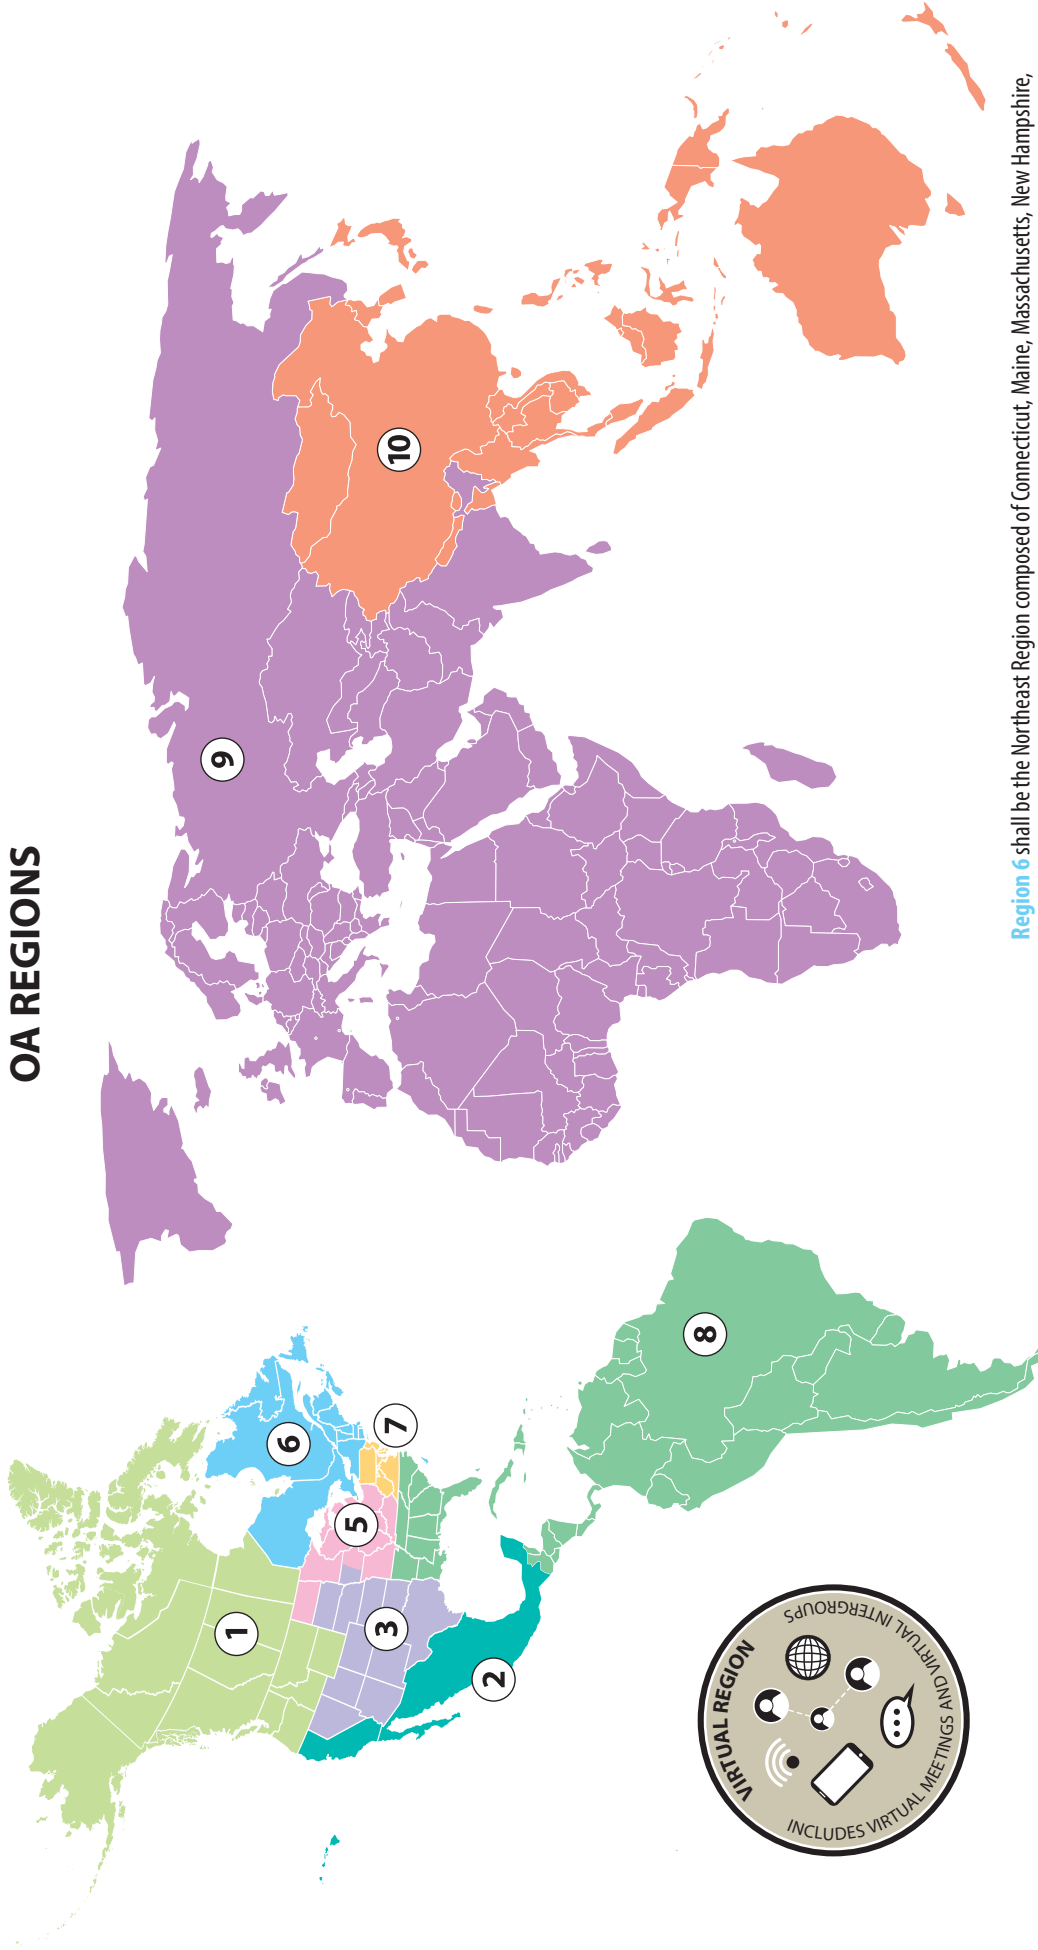 OA REGIONS
1
2
3
5
6
7
8
9
10
VIRTUAL REGION
INCLUDES VIRTUAL MEETINGS AND VIRTUAL INTERGROUPS
Region 6 shall be the Northeast Region composed of Connecticut, Maine, Massachusetts, New Hampshire,